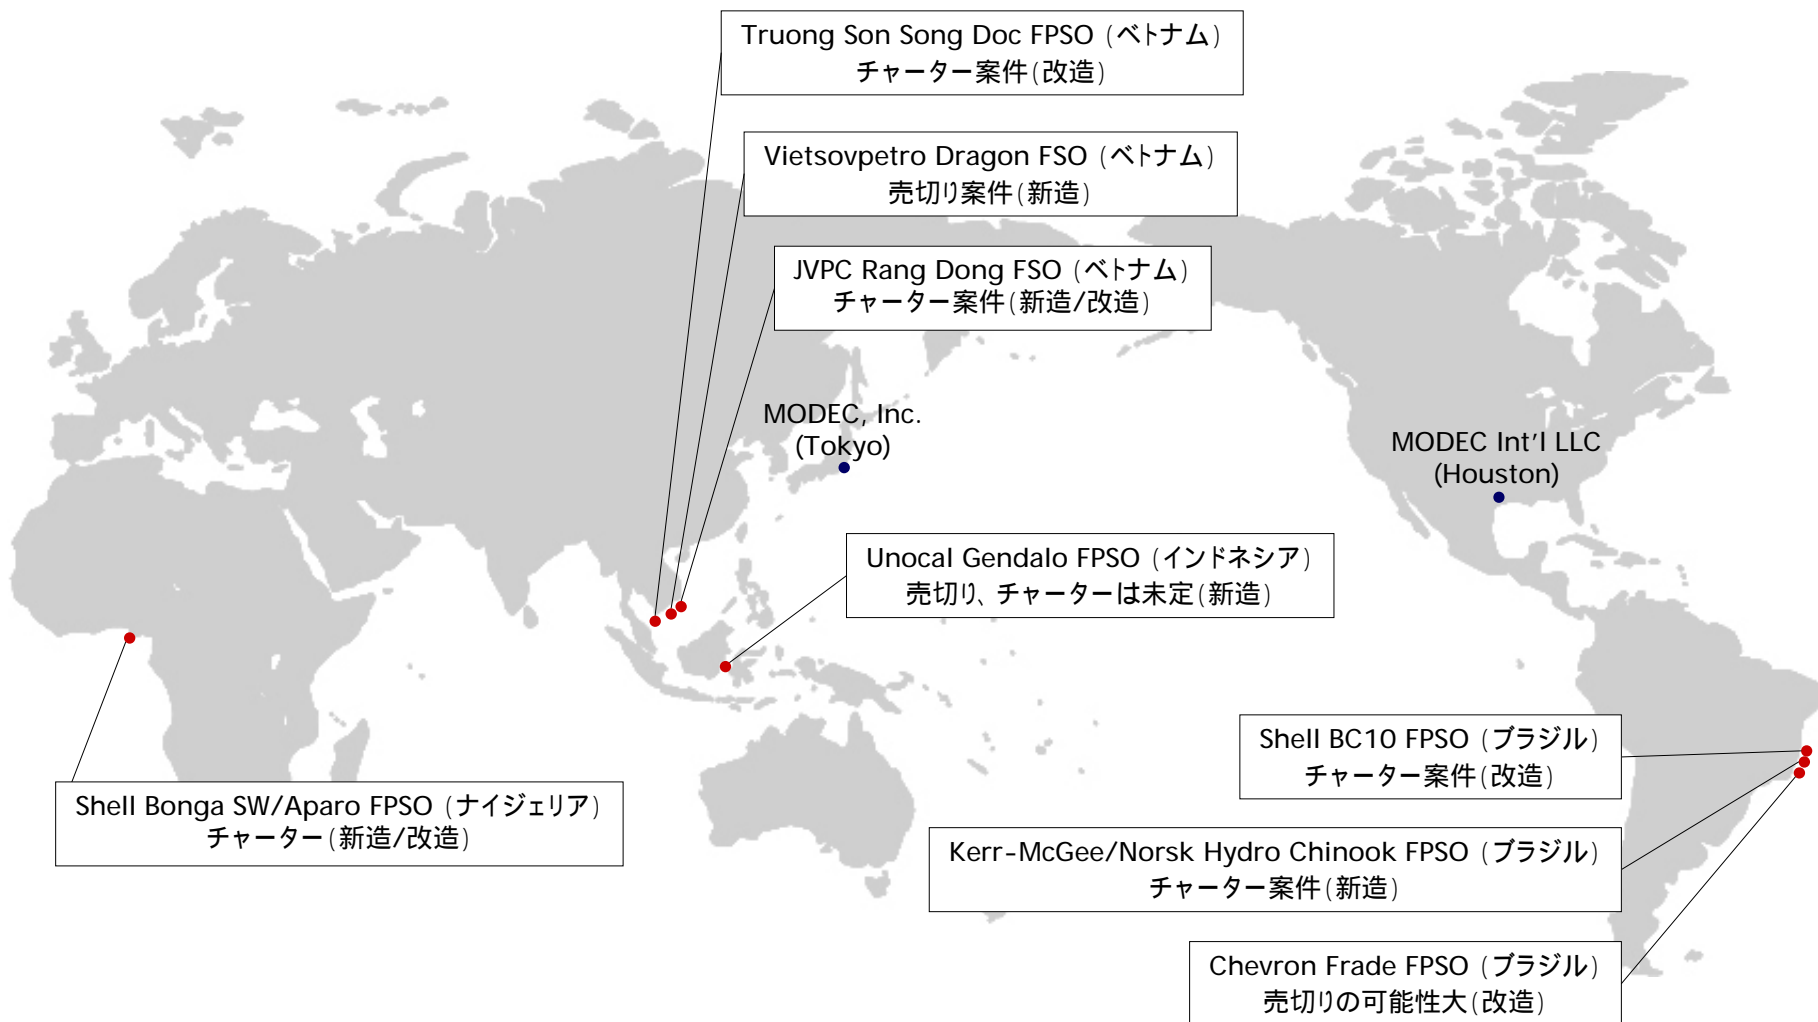 Truong Son Song Doc FPSO (ベトナム)
チャーター案件(改造)
Vietsovpetro Dragon FSO (ベトナム)
売切り案件(新造)
JVPC Rang Dong FSO (ベトナム)
チャーター案件(新造/改造)
MODEC, Inc.
(Tokyo)
MODEC Int'l LLC
(Houston)
Unocal Gendalo FPSO (インドネシア)
売切り、チャーターは未定(新造)
Shell BC10 FPSO (ブラジル)
チャーター案件(改造)
Shell Bonga SW/Aparo FPSO (ナイジェリア)
チャーター(新造/改造)
Kerr-McGee/Norsk Hydro Chinook FPSO (ブラジル)
チャーター案件(新造)
Chevron Frade FPSO (ブラジル)
売切りの可能性大(改造)